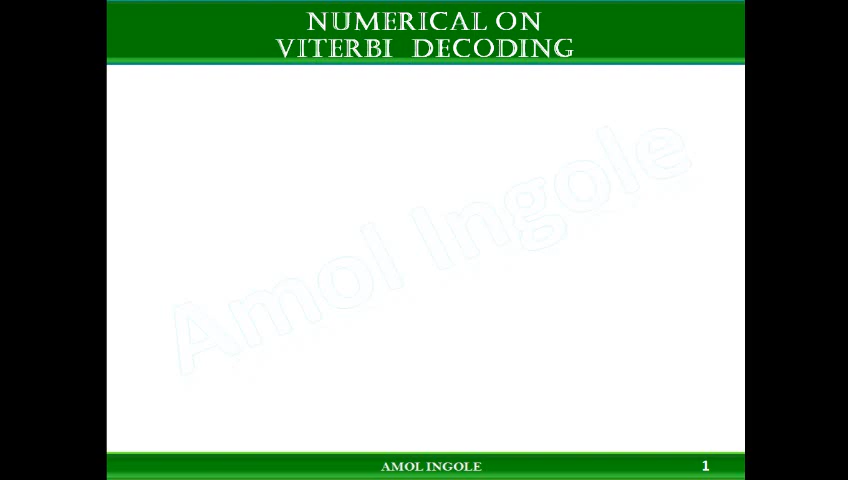 NUMERICAL ON
VITERBI DECODING
Amol Ingole
AMOL INGOLE
1